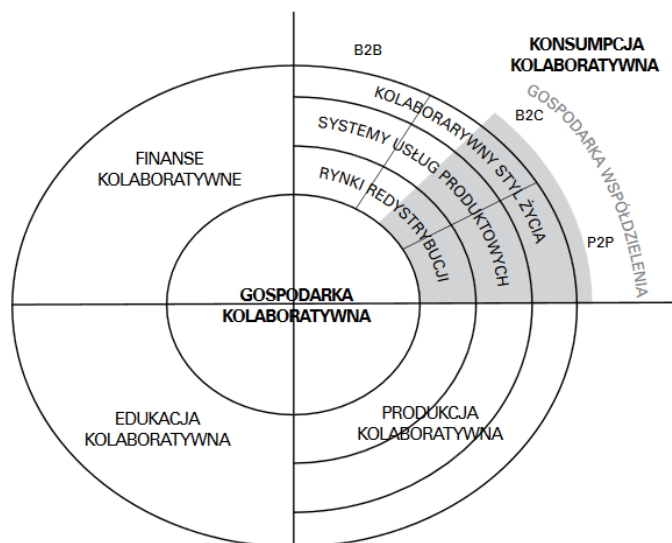 B2B
KONSUMPCJA
KOLABORATYWNA
KOLABORARYWNY STYL ŻYCIA
B2C
GOSPODARKA WSPÓŁDZIELENIA
SYSTEMY USŁUG PRODUKTOWYCH
FINANSE
KOLABORATYWNE
RYNKI REDYSTRYBUCJI
P2P
GOSPODARKA
KOLABORATYWNA
EDUKACJA
KOLABORATYWNA
PRODUKCJA
KOLABORATYWNA